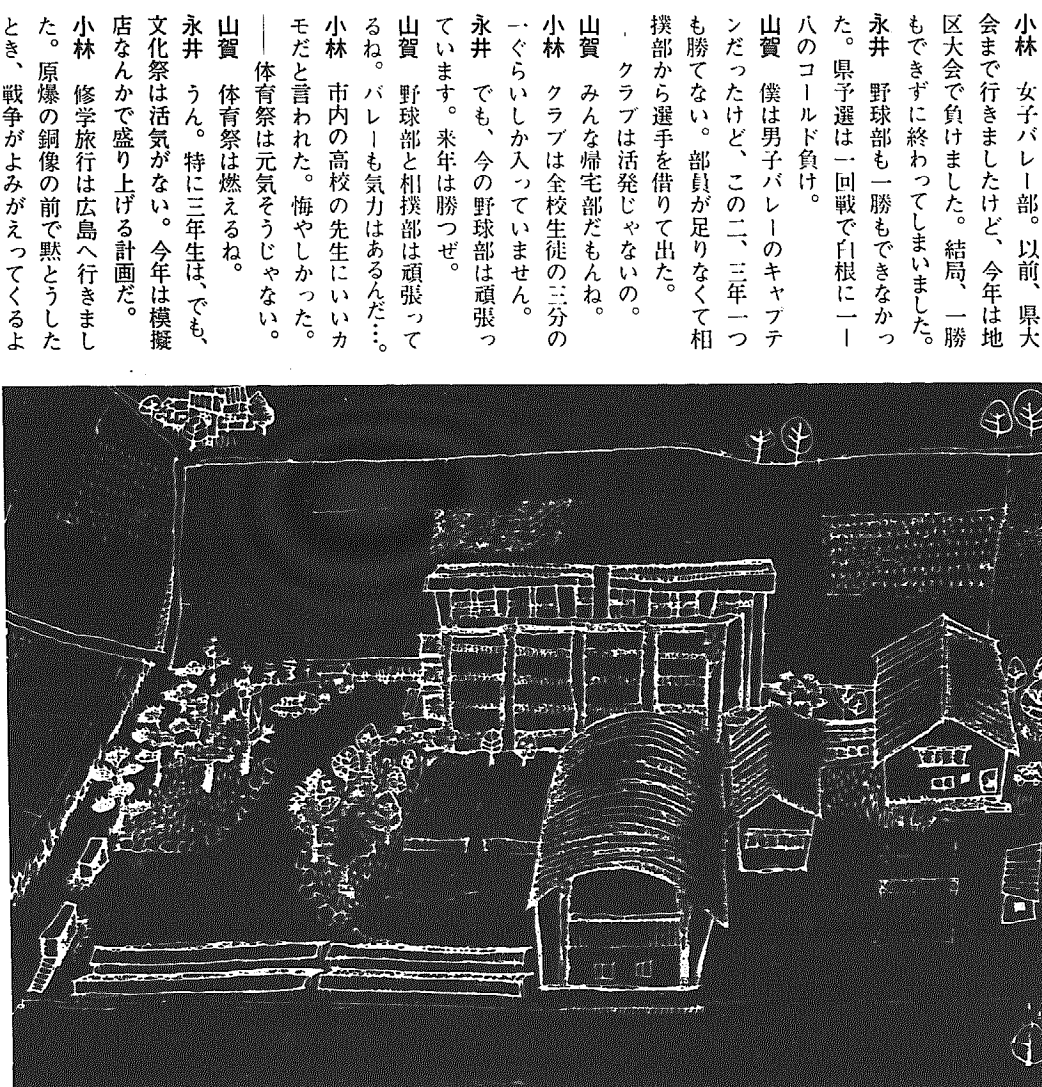 小林　女子バレー部。以前、県大
会まで行きましたけど、今年は地
区大会で負けました。結局、一勝
もできずに終わってしまいました。
永井　野球部も一勝もできなかっ
た。県予選は一回戦で白根に一―
八のコールド負け。
山賀　僕は男子バレーのキャプテ
ンだったけど、この二、三年一つ
も勝てない。部員が足りなくて相
撲部から選手を借りて出た。
クラブは活発じゃないの。
山賀　みんな帰宅部だもんね。
小林　クラブは全校生徒の三分の
一ぐらいしか入っていません。
永井　でも、今の野球部は頑張っ
ています。来年は勝つぜ。
山賀　野球部と相撲部は頑張って
るね。バレーも気力はあるんだ…。
小林　市内の高校の先生にいいカ
モだと言われた。悔やしかった。
――体育祭は元気そうじゃない。
山賀　体育祭は燃えるね。
永井　うん。特に三年生は、でも、
文化祭は活気がない。今年は模擬
店なんかで盛り上げる計画だ。
小林　修学旅行は広島へ行きまし
た。原爆の銅像の前で黙とうした
とき、戦争がよみがえってくるよ